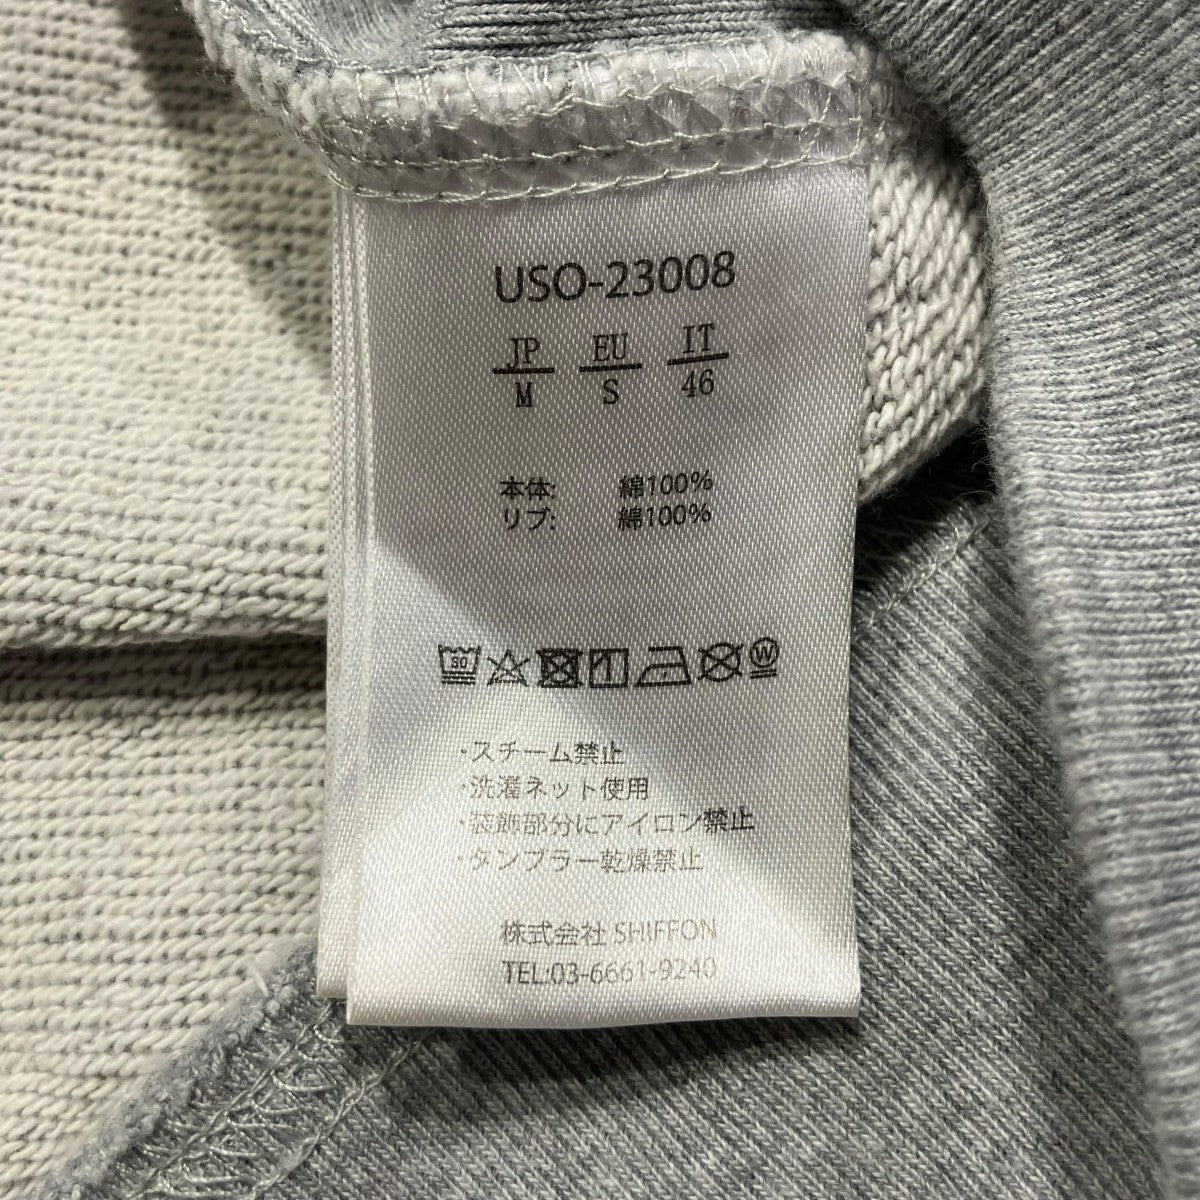 USO-23008
JP EU IT
M S 46
本体: 綿100%
リブ: 綿100%
30 W
・スチーム禁止
・洗濯ネット使用
・装飾部分にアイロン禁止
・タンブラー乾燥禁止
株式会社 SHIFFON
TEL:03-6661-9240